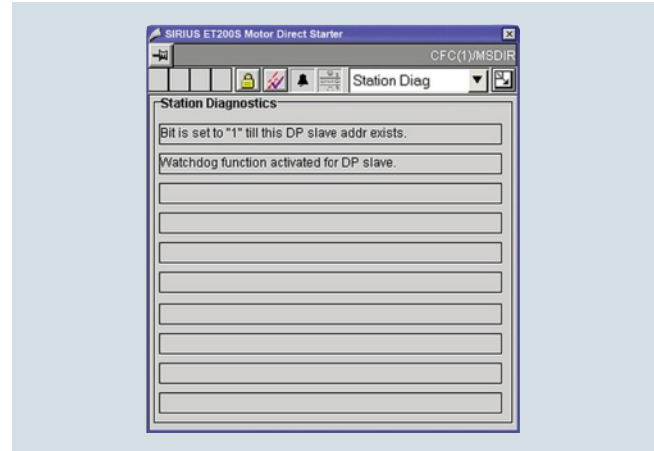 SIRIUS ET200S Motor Direct Starter
CFC(1)/MSDIR
Station Diag
Station Diagnostics
Bit is set to "1" till this DP slave addr exists.
Watchdog function activated for DP slave.